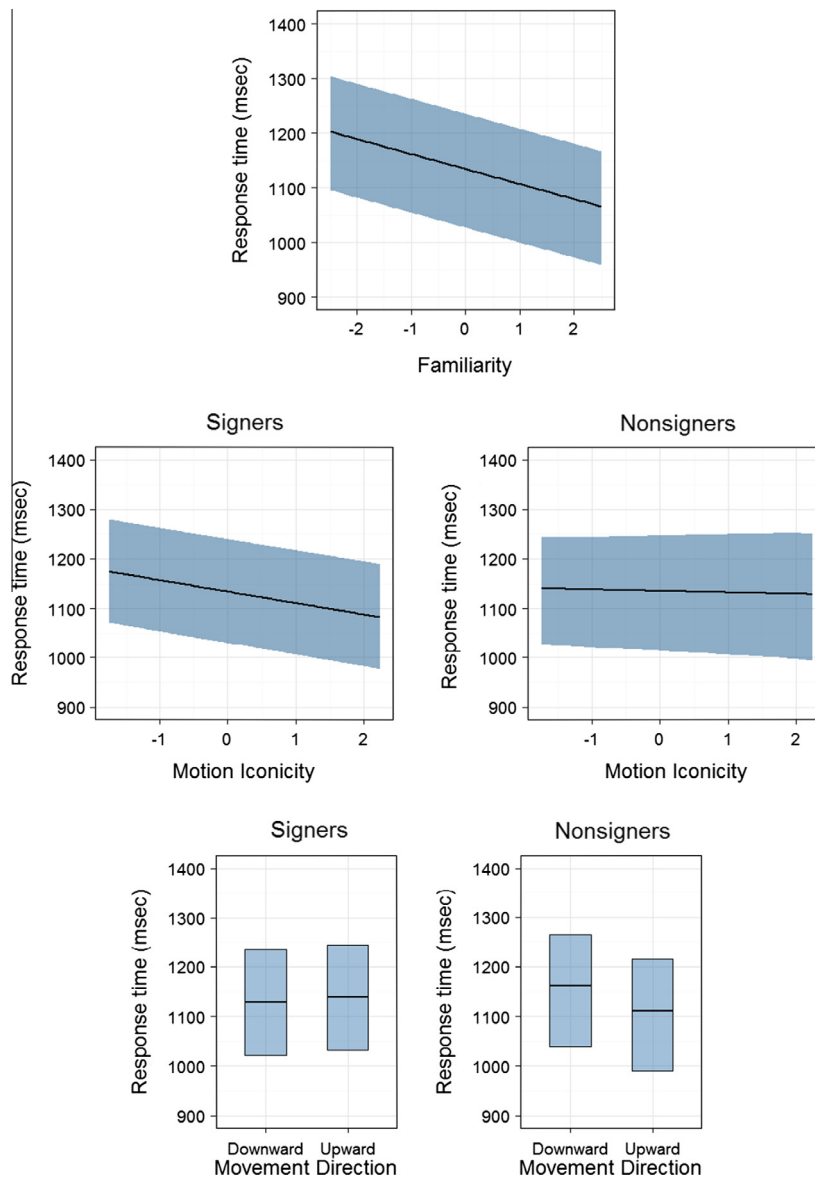 1400
1300
1200
1100
1000
900
Response time (msec)
-2 -1 0 1 2
Familiarity
Signers
1400
1300
1200
1100
1000
900
Response time (msec)
-1 0 1 2
Motion Iconicity
Nonsigners
1400
1300
1200
1100
1000
900
Response time (msec)
-1 0 1 2
Motion Iconicity
Signers
1400
1300
1200
1100
1000
900
Response time (msec)
Downward Upward
Movement Direction
Nonsigners
1400
1300
1200
1100
1000
900
Response time (msec)
Downward Upward
Movement Direction